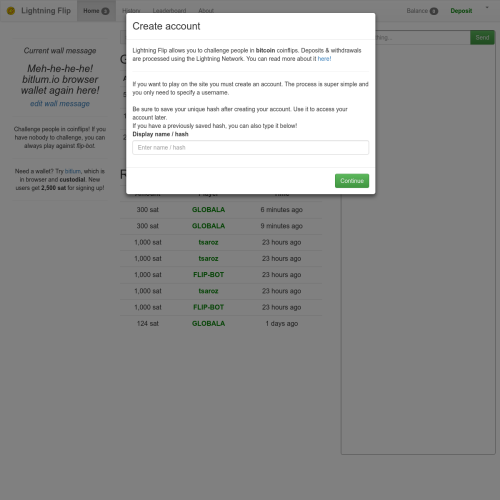 Lightning Flip
Home 0
History
Leaderboard
About
Balance 0
Deposit
Create account
Lightning Flip allows you to challenge people in bitcoin coinflips. Deposits & withdrawals
are processed using the Lightning Network. You can read more about it here!
If you want to play on the site you must create an account. The process is super simple and
you only need to specify a username.
Be sure to save your unique hash after creating your account. Use it to access your
account later.
If you have a previously saved hash, you can also type it below!
Display name / hash
Enter name / hash
Continue
Current wall message
Meh-he-he-he!
bitlum.io browser
wallet again here!
edit wall message
Challenge people in coinflips! If you
have nobody to challenge, you can
always play against flip-bot.
Need a wallet? Try bitlum, which is
in browser and custodial. New
users get 2,500 sat for signing up!
Send
300 sat GLOBALA 6 minutes ago
300 sat GLOBALA 9 minutes ago
1,000 sat tsaroz 23 hours ago
1,000 sat tsaroz 23 hours ago
1,000 sat FLIP-BOT 23 hours ago
1,000 sat tsaroz 23 hours ago
1,000 sat FLIP-BOT 23 hours ago
124 sat GLOBALA 1 days ago